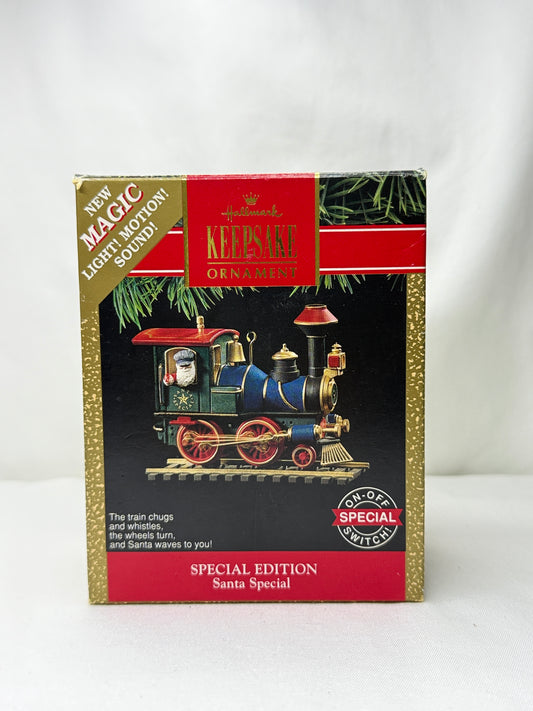 NEW
MAGIC
LIGHT! MOTION!
SOUND!
Hallmark
KEEPSAKE
ORNAMENT
The train chugs
and whistles,
the wheels turn,
and Santa waves to you!
ON-OFF
SPECIAL
SWITCH!
SPECIAL EDITION
Santa Special